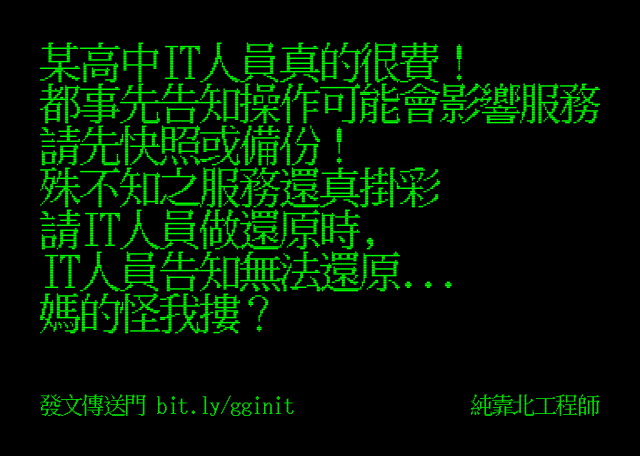 某高中IT人員真的很費！
都事先告知操作可能會影響服務
請先快照或備份！
殊不知之服務還真掛彩
請IT人員做還原時，
IT人員告知無法還原...
媽的怪我摟？
發文傳送門 bit.ly/gginit
純靠北工程師